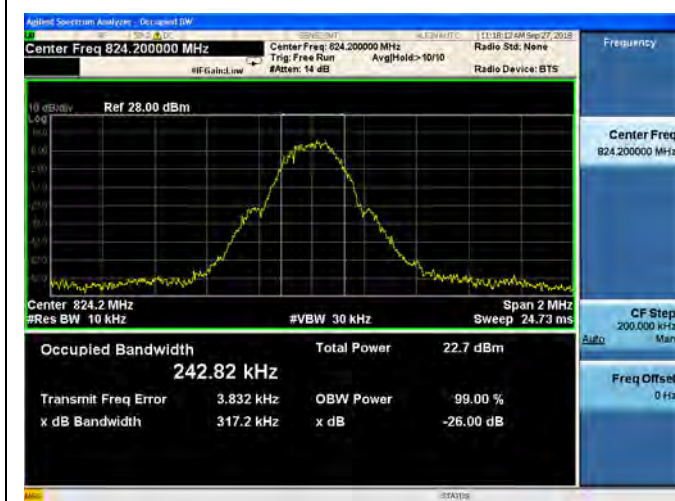 Agilent Spectrum Analyzer - Occupied BW
Center Freq 824.200000 MHz
Center Freq: 824.200000 MHz
Trig: Free Run Avg|Hold>10/10
#IFGain:Low #Atten: 14 dB
11:18:12 AM Sep 27, 2018
Radio Std: None
Radio Device: BTS
Frequency
10 dB/div Ref 28.00 dBm
Log
Center Freq
824.200000 MHz
Center 824.2 MHz Span 2 MHz
#Res BW 10 kHz #VBW 30 kHz Sweep 24.73 ms
CF Step
200.000 kHz
Auto Man
Occupied Bandwidth Total Power 22.7 dBm
242.82 kHz
Transmit Freq Error 3.832 kHz OBW Power 99.00 %
x dB Bandwidth 317.2 kHz x dB -26.00 dB
Freq Offset
0 Hz
MSG STATUS